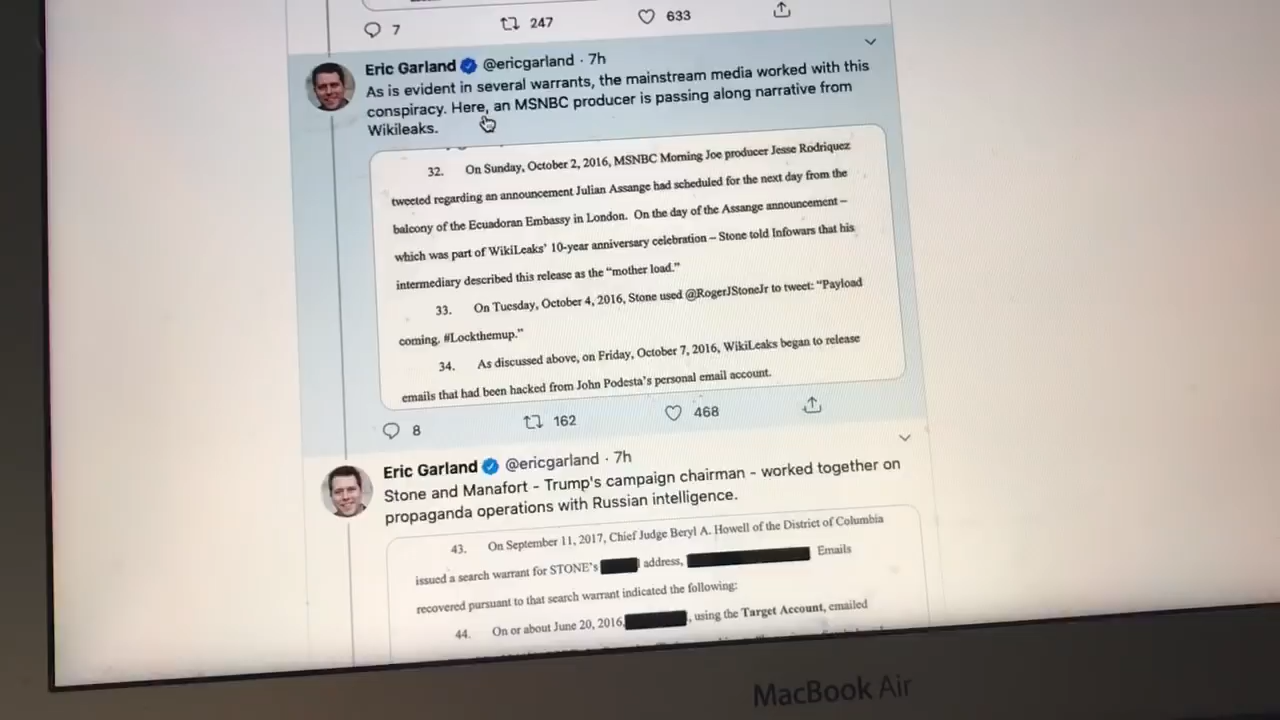 7 247 633
Eric Garland @ericgarland · 7h
As is evident in several warrants, the mainstream media worked with this
conspiracy. Here, an MSNBC producer is passing along narrative from
Wikileaks.
32. On Sunday, October 2, 2016, MSNBC Morning Joe producer Jesse Rodriquez
tweeted regarding an announcement Julian Assange had scheduled for the next day from the
balcony of the Ecuadoran Embassy in London. On the day of the Assange announcement –
which was part of WikiLeaks' 10-year anniversary celebration – Stone told Infowars that his
intermediary described this release as the "mother load."
33. On Tuesday, October 4, 2016, Stone used @RogerJStoneJr to tweet: "Payload
coming. #Lockthemup."
34. As discussed above, on Friday, October 7, 2016, WikiLeaks began to release
emails that had been hacked from John Podesta's personal email account.
8 162 468
Eric Garland @ericgarland · 7h
Stone and Manafort - Trump's campaign chairman - worked together on
propaganda operations with Russian intelligence.
43. On September 11, 2017, Chief Judge Beryl A. Howell of the District of Columbia
issued a search warrant for STONE's address, Emails
recovered pursuant to that search warrant indicated the following:
44. On or about June 20, 2016, , using the Target Account, emailed
MacBook Air